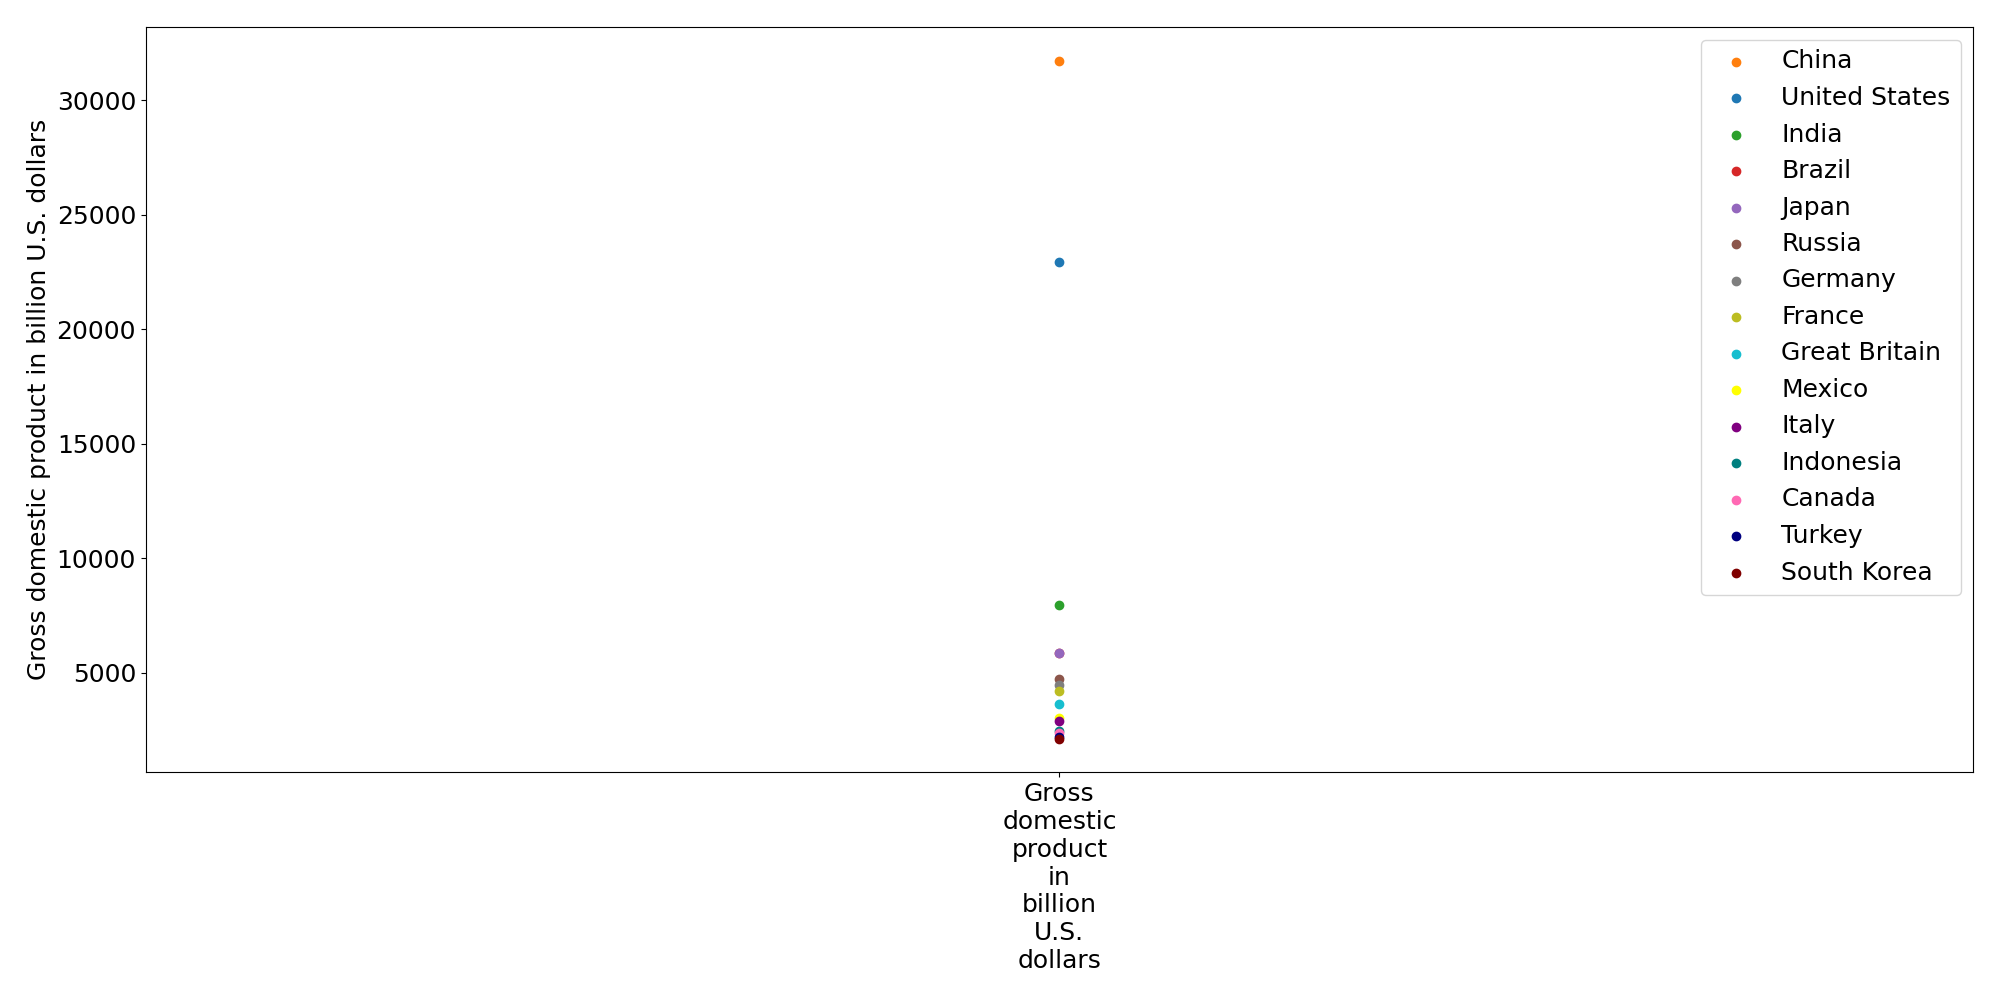 Gross domestic product in billion U.S. dollars
30000
25000
20000
15000
10000
5000
China
United States
India
Brazil
Japan
Russia
Germany
France
Great Britain
Mexico
Italy
Indonesia
Canada
Turkey
South Korea
Gross
domestic
product
in
billion
U.S.
dollars